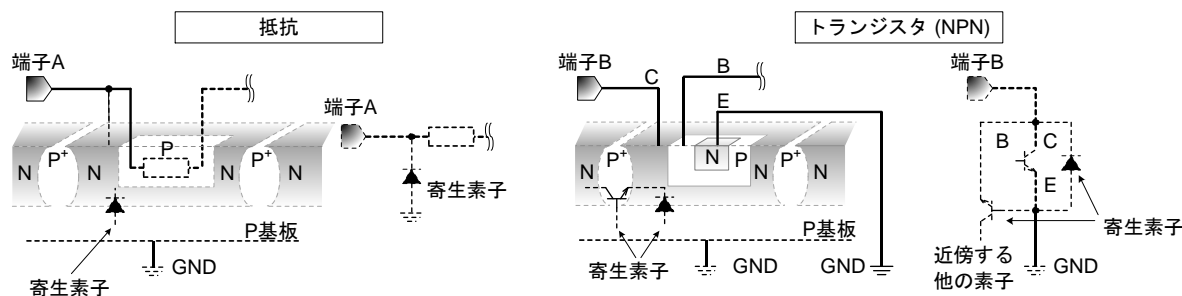 抵抗
端子A
P
N
P+
N
N
P+
N
寄生素子
P基板
GND
端子A
寄生素子
トランジスタ (NPN)
端子B
C
B
E
N
P+
N
N
P
N
P+
N
P基板
寄生素子
GND
GND
端子B
B
C
E
寄生素子
近傍する
他の素子